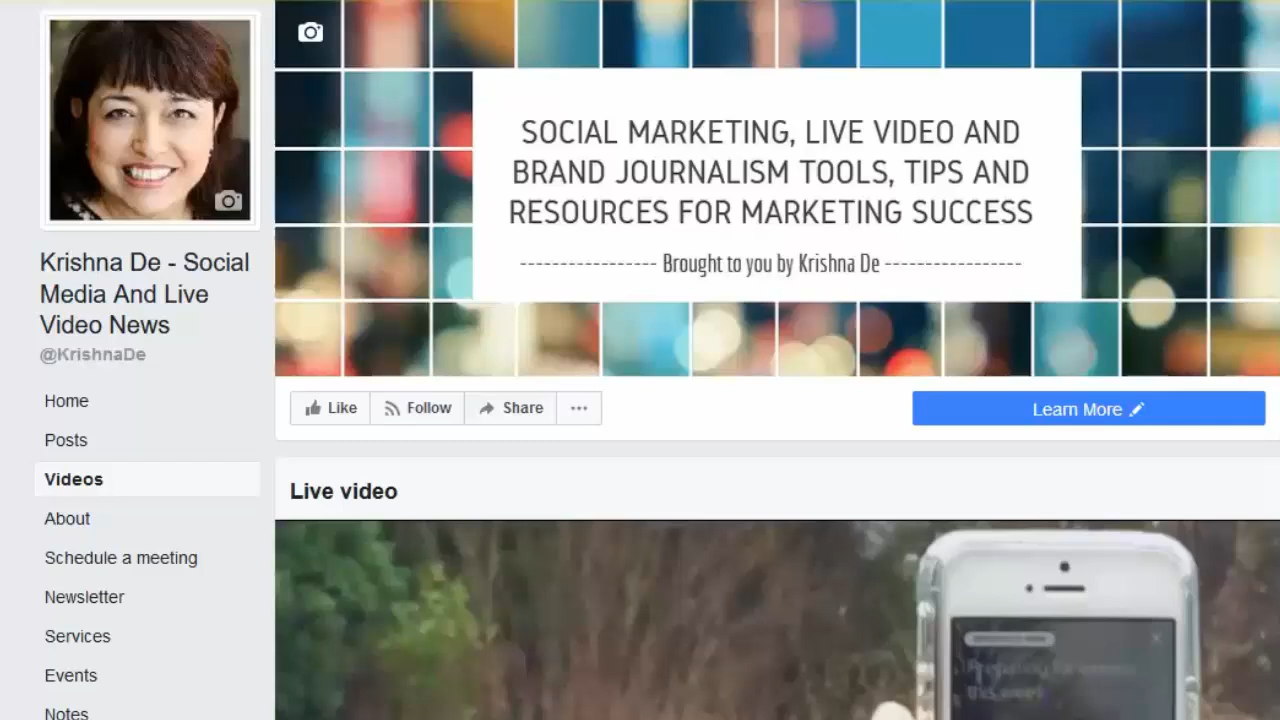 Krishna De - Social
Media And Live
Video News
@KrishnaDe
Home
Posts
Videos
About
Schedule a meeting
Newsletter
Services
Events
Notes
SOCIAL MARKETING, LIVE VIDEO AND
BRAND JOURNALISM TOOLS, TIPS AND
RESOURCES FOR MARKETING SUCCESS
----------------- Brought to you by Krishna De -----------------
Like Follow Share ...
Learn More
Live video